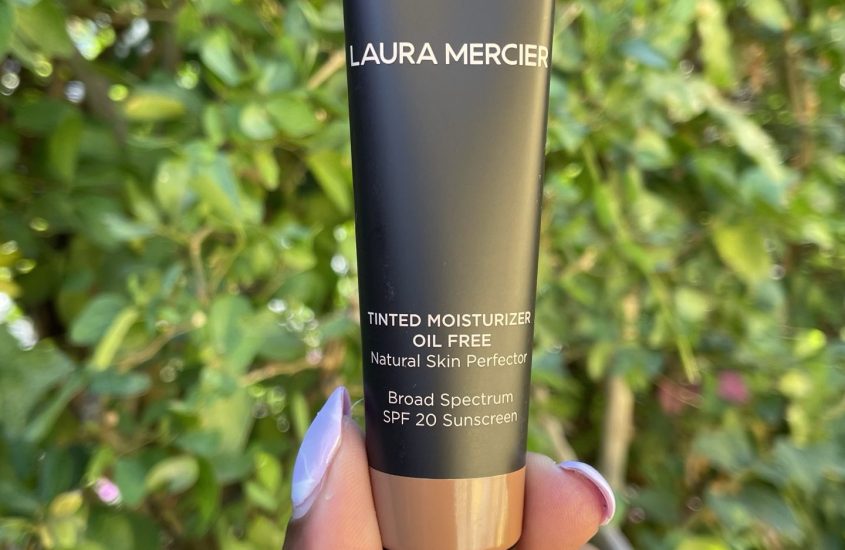 LAURA MERCIER
TINTED MOISTURIZER
OIL FREE
Natural Skin Perfector
Broad Spectrum
SPF 20 Sunscreen